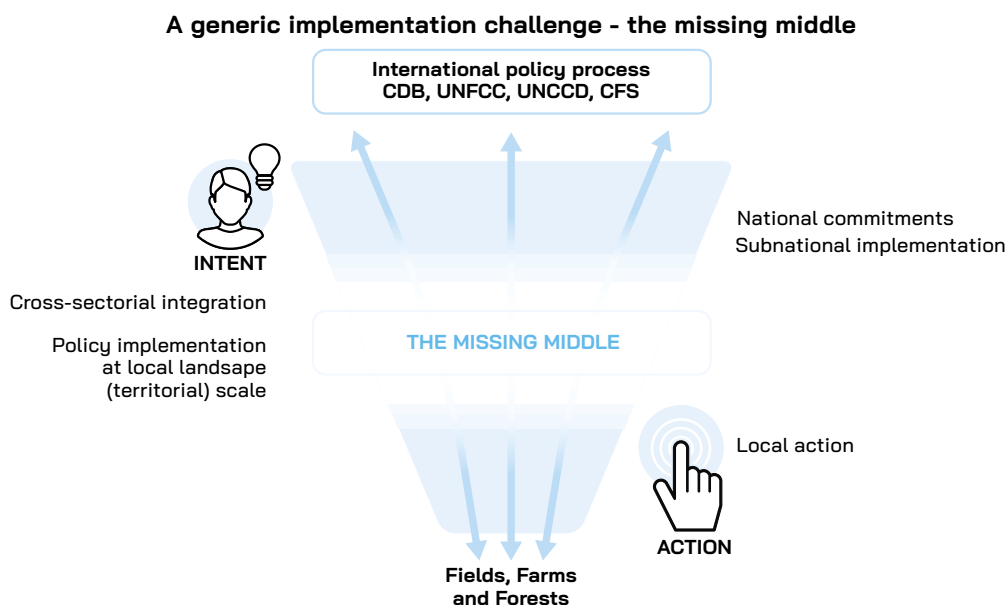 A generic implementation challenge - the missing middle
International policy process
CDB, UNFCC, UNCCD, CFS
INTENT
National commitments
Subnational implementation
Cross-sectorial integration
THE MISSING MIDDLE
Policy implementation
at local landsape
(territorial) scale
Local action
ACTION
Fields, Farms
and Forests